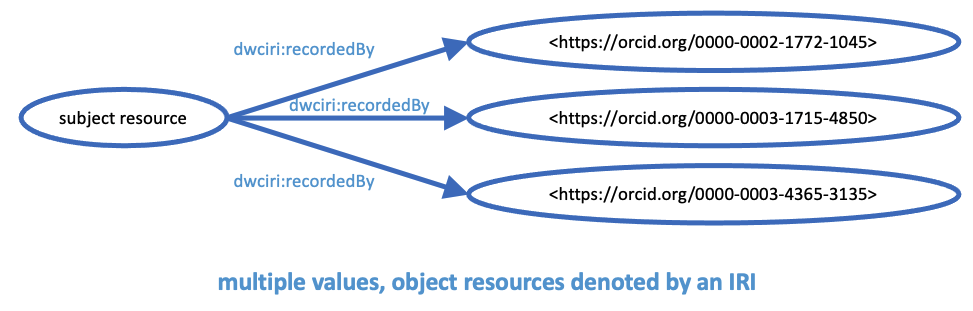 dwciri:recordedBy
<https://orcid.org/0000-0002-1772-1045>
subject resource
dwciri:recordedBy
<https://orcid.org/0000-0003-1715-4850>
dwciri:recordedBy
<https://orcid.org/0000-0003-4365-3135>
multiple values, object resources denoted by an IRI